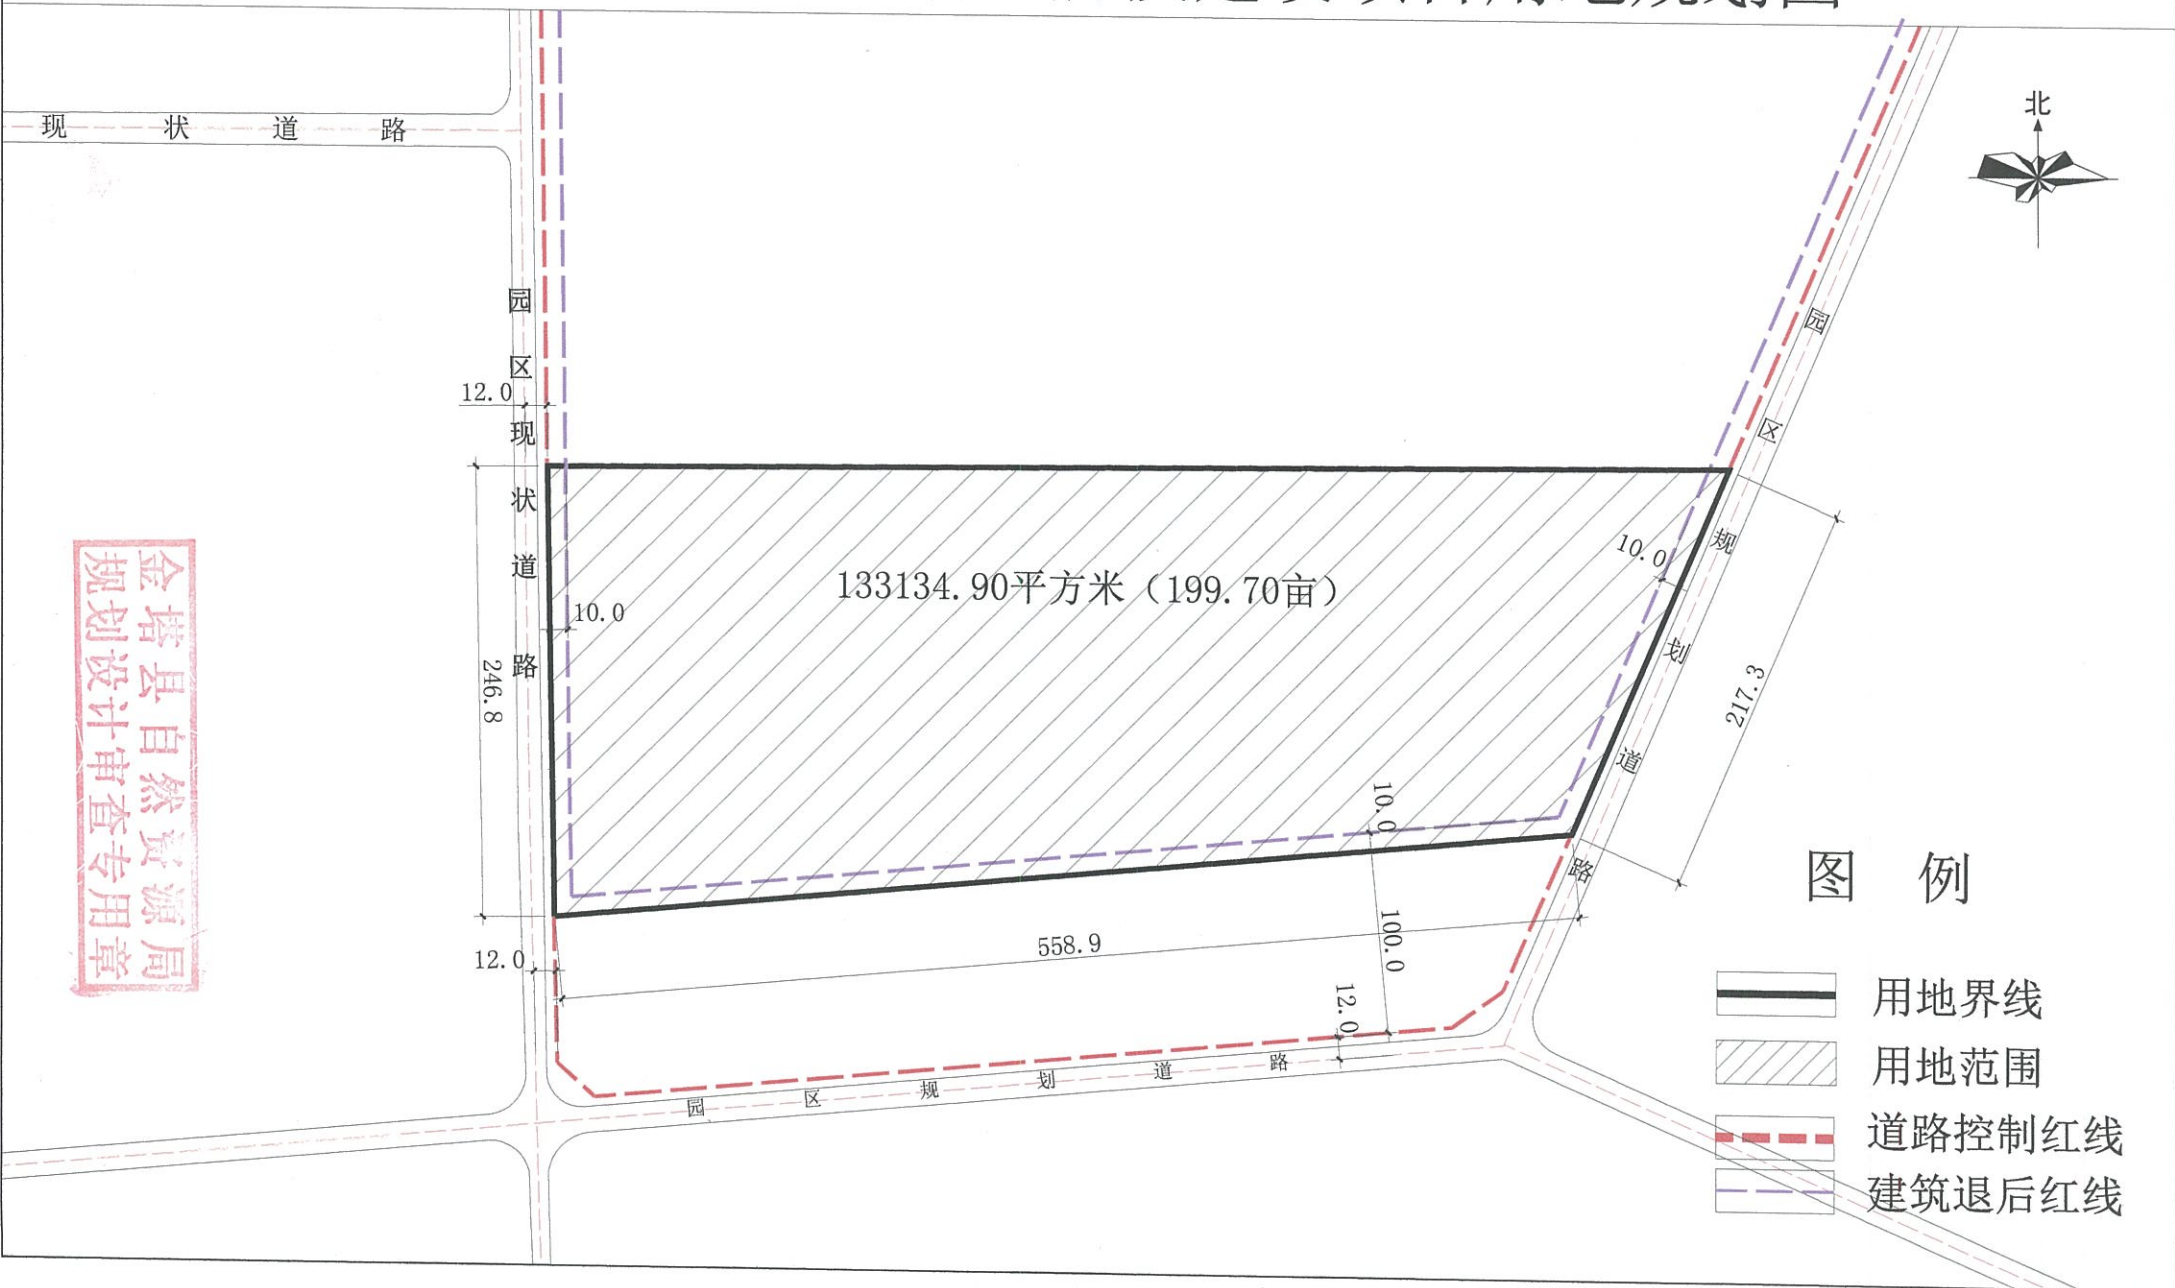 现状道路
北
园区现状道路
园区规划道路
12.0
10.0
133134.90平方米（199.70亩）
10.0
246.8
217.3
10.0
100.0
558.9
12.0
12.0
园区规划道路
金塔县自然资源局
规划设计审查专用章
图 例
用地界线
用地范围
道路控制红线
建筑退后红线